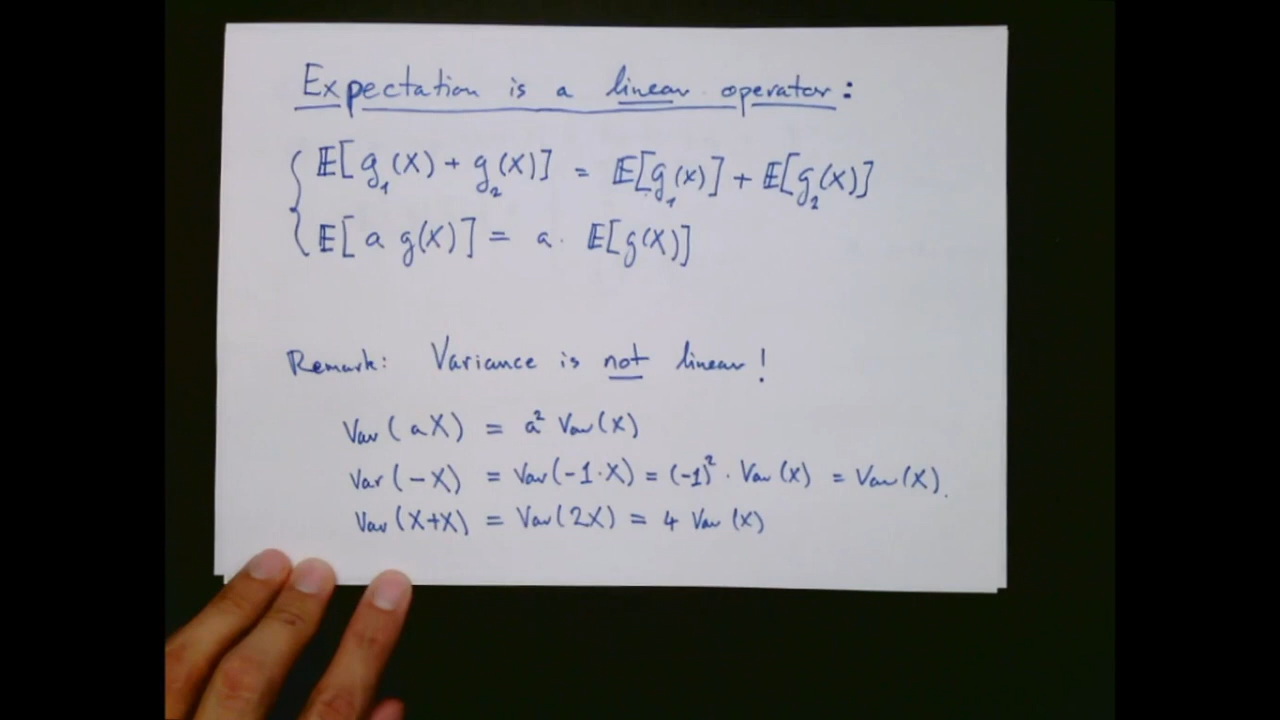 Expectation is a linear operator:
𝔼[g₁(X) + g₂(X)] = 𝔼[g₁(X)] + 𝔼[g₂(X)]
𝔼[a g(X)] = a · 𝔼[g(X)]
Remark: Variance is not linear!
Var(aX) = a² Var(X)
Var(-X) = Var(-1·X) = (-1)² · Var(X) = Var(X).
Var(X+X) = Var(2X) = 4 Var(X)